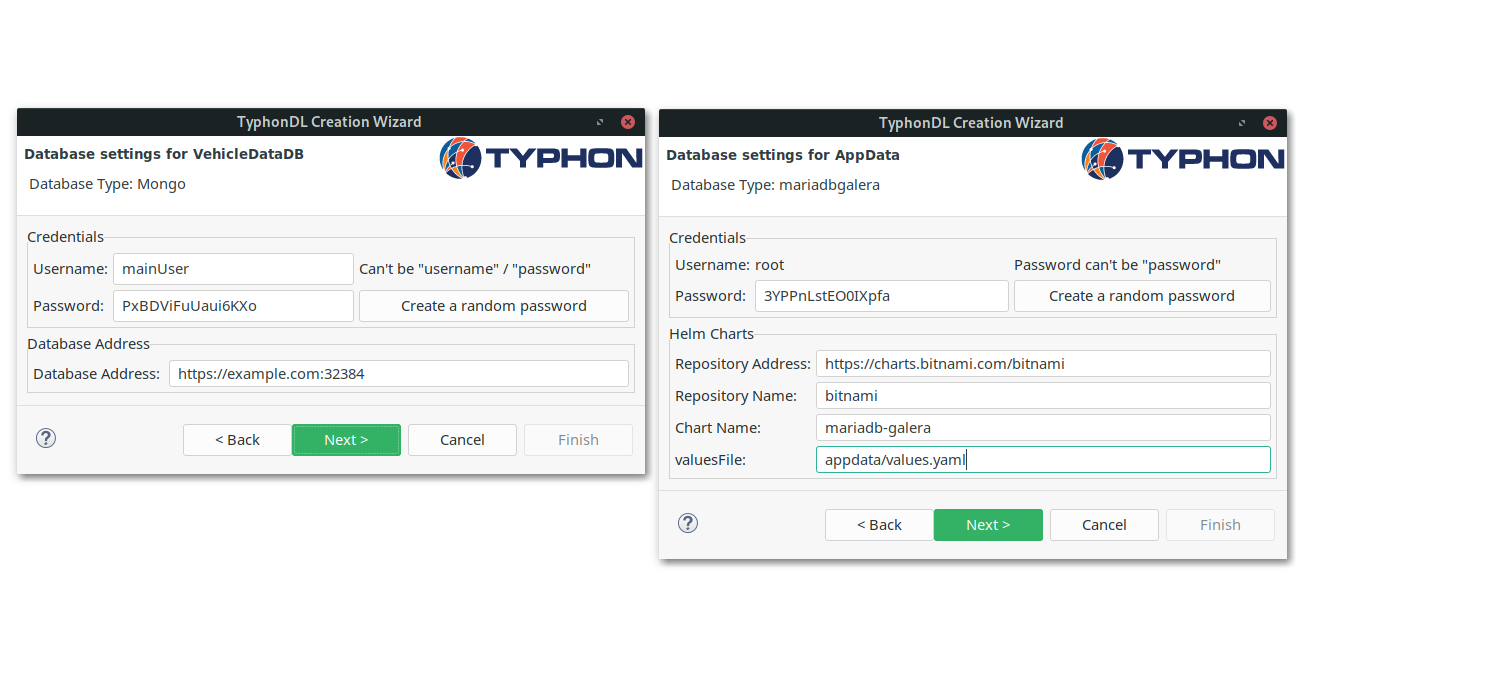 TyphonDL Creation Wizard
Database settings for VehicleDataDB
TYPHON
Database Type: Mongo
Credentials
Username: mainUser Can't be "username" / "password"
Password: PxBDViFuUaui6KXo Create a random password
Database Address
Database Address: https://example.com:32384
? < Back Next > Cancel Finish
TyphonDL Creation Wizard
Database settings for AppData
TYPHON
Database Type: mariadbgalera
Credentials
Username: root Password can't be "password"
Password: 3YPPnLstEO0IXpfa Create a random password
Helm Charts
Repository Address: https://charts.bitnami.com/bitnami
Repository Name: bitnami
Chart Name: mariadb-galera
valuesFile: appdata/values.yaml
? < Back Next > Cancel Finish